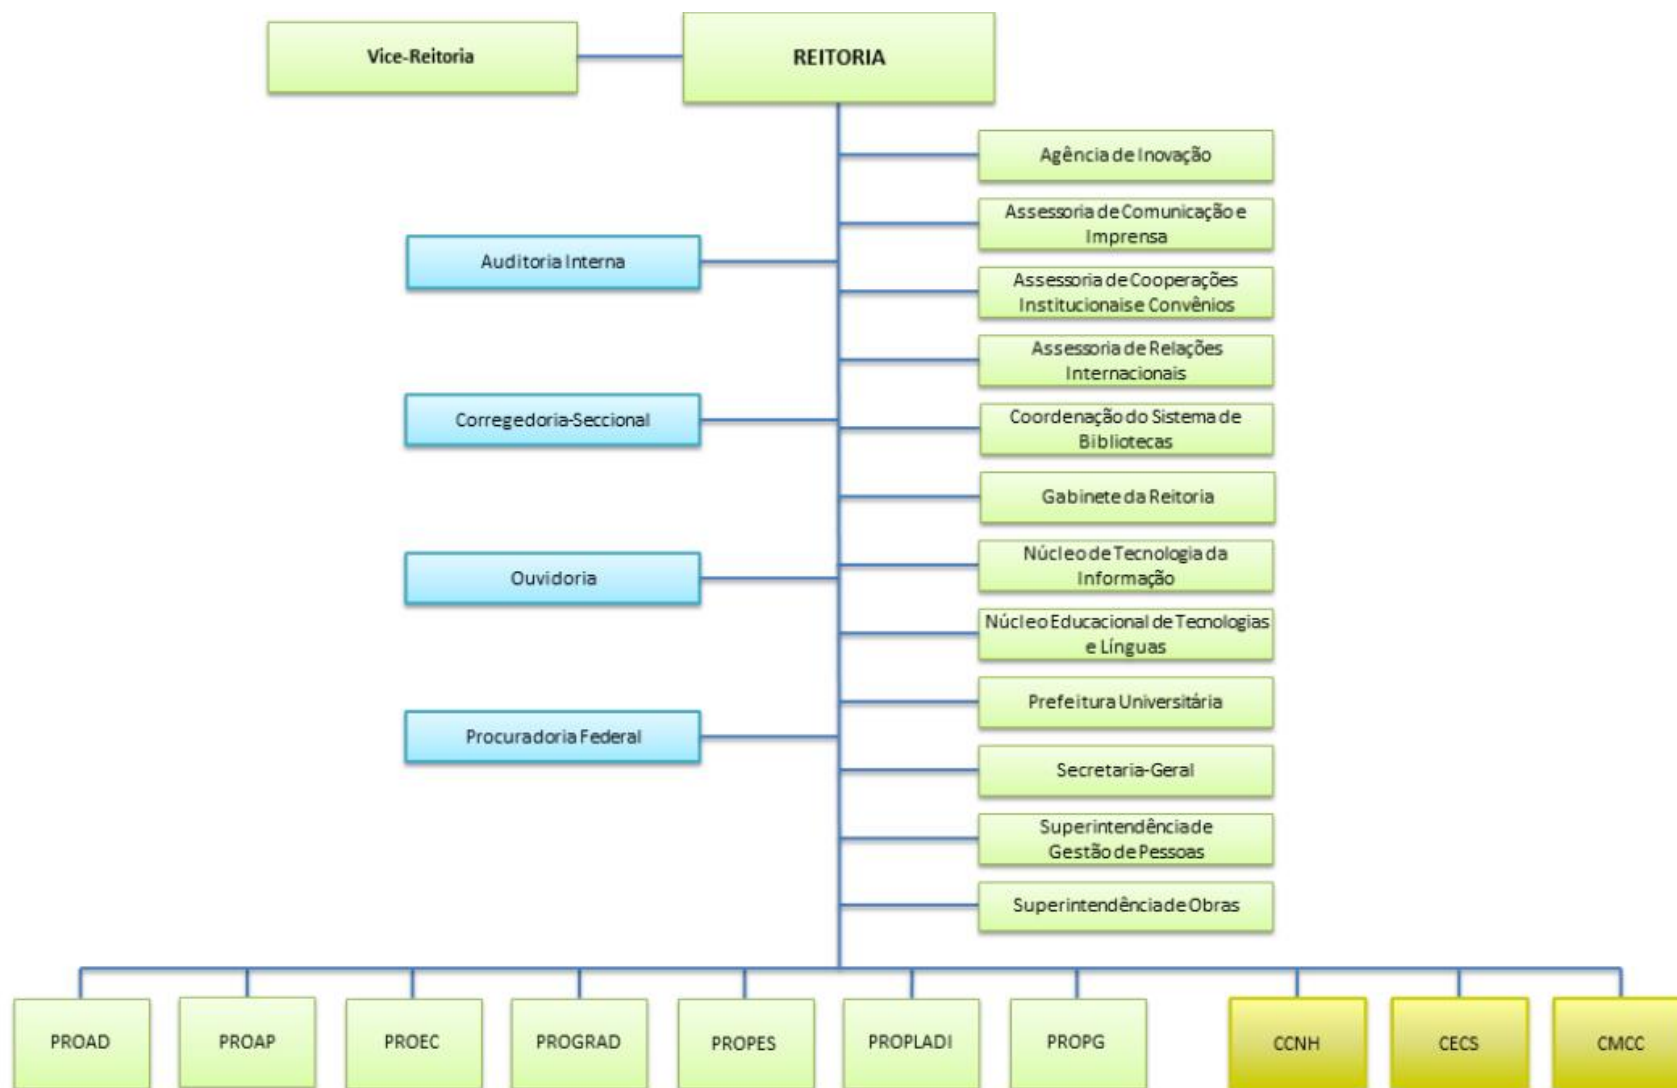 Vice-Reitoria
REITORIA
Agência de Inovação
Assessoria de Comunicação e
Imprensa
Auditoria Interna
Assessoria de Cooperações
Institucionais e Convênios
Assessoria de Relações
Internacionais
Corregedoria-Seccional
Coordenação do Sistema de
Bibliotecas
Gabinete da Reitoria
Ouvidoria
Núcleo de Tecnologia da
Informação
Núcleo Educacional de Tecnologias
e Línguas
Prefeitura Universitária
Procuradoria Federal
Secretaria-Geral
Superintendência de
Gestão de Pessoas
Superintendência de Obras
PROAD
PROAP
PROEC
PROGRAD
PROPES
PROPLADI
PROPG
CCNH
CECS
CMCC